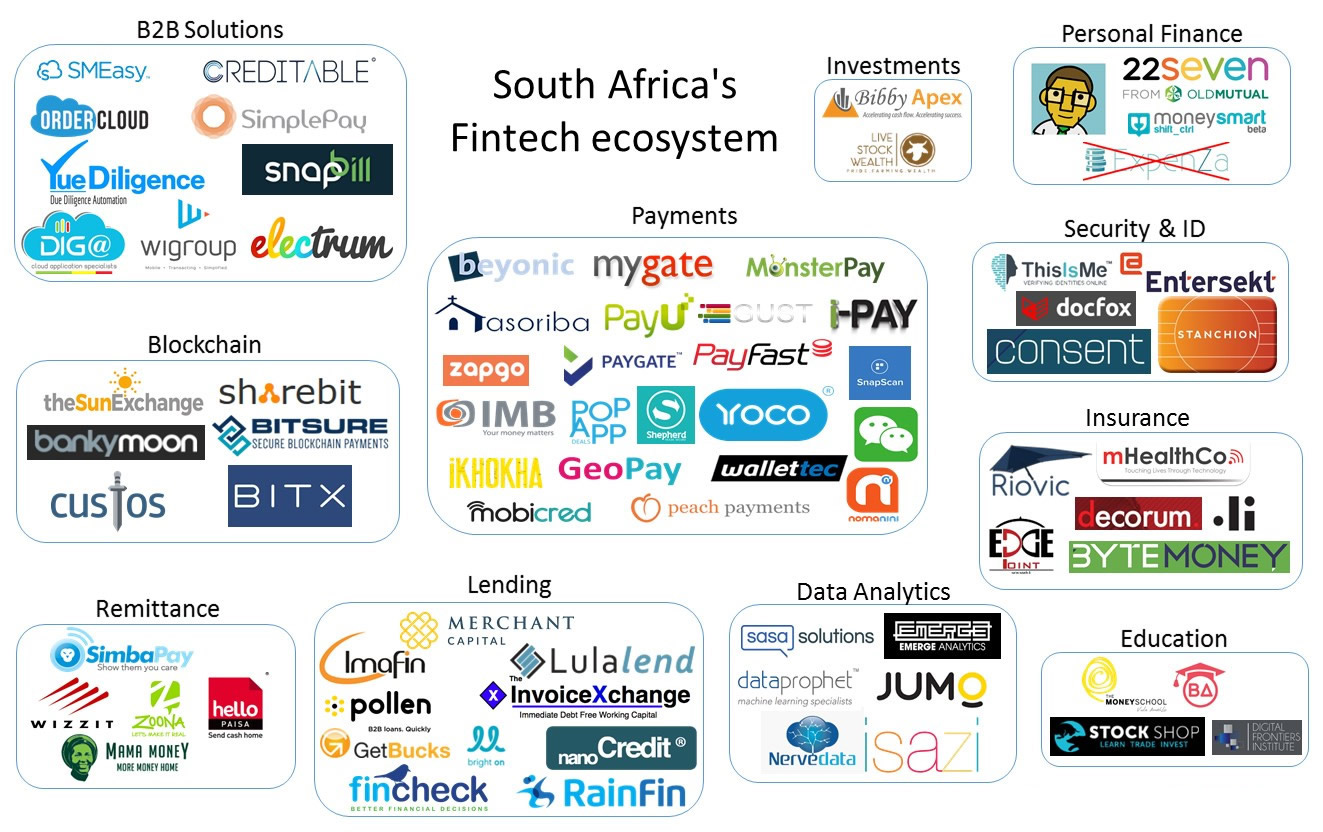 South Africa's
Fintech ecosystem
B2B Solutions
SMEasy
CREDITABLE
ORDERCLOUD
SimplePay
YueDiligence
Due Diligence Automation
snapbill
DIG@
cloud application specialists
wigroup
Mobile • Transacting • Simplified
electrum
Investments
Bibby Apex
Accelerating cash flow. Accelerating success.
LIVE
STOCK
WEALTH
PRIDE FARMING WEALTH
Personal Finance
22seven
FROM OLDMUTUAL
moneysmart
shift_ctrl beta
ExpenZa
Payments
beyonic
mygate
MonsterPay
asoriba
PayU
GUST
i-PAY
zapgo
PAYGATE™
PayFast
SnapScan
IMB
Your money matters
POP
APP
DEALS
Shepherd
yoco®
iKHOKHA
GeoPay
wallettec
nomanini
mobicred
peach payments
Security & ID
ThisIsMe™
VERIFYING IDENTITIES ONLINE
Entersekt
docfox
consent
STANCHION
Blockchain
theSunExchange
sharebit
bankymoon
BITSURE
SECURE BLOCKCHAIN PAYMENTS
custos
BITX
Insurance
Riovic
mHealthCo.
Touching Lives Through Technology
decorum.
.li
EDGE
POINT
BYTEMONEY
Remittance
SimbaPay
Show them you care
WIZZIT
ZOONA
LET'S MAKE IT REAL
hello
PAISA
Send cash home
MAMA MONEY
MORE MONEY HOME
Lending
MERCHANT
CAPITAL
Imafin
Lulalend
pollen
B2B loans. Quickly
The
InvoiceXchange
Immediate Debt Free Working Capital
GetBucks
bright on
nanoCredit®
fincheck
BETTER FINANCIAL DECISIONS
RainFin
Data Analytics
sasa solutions
EMERGE
EMERGE ANALYTICS
dataprophet™
machine learning specialists
JUMO
Nervedata
isazi
Education
THE
MONEYSCHOOL
BA
STOCK SHOP
LEARN TRADE INVEST
DIGITAL
FRONTIERS
INSTITUTE